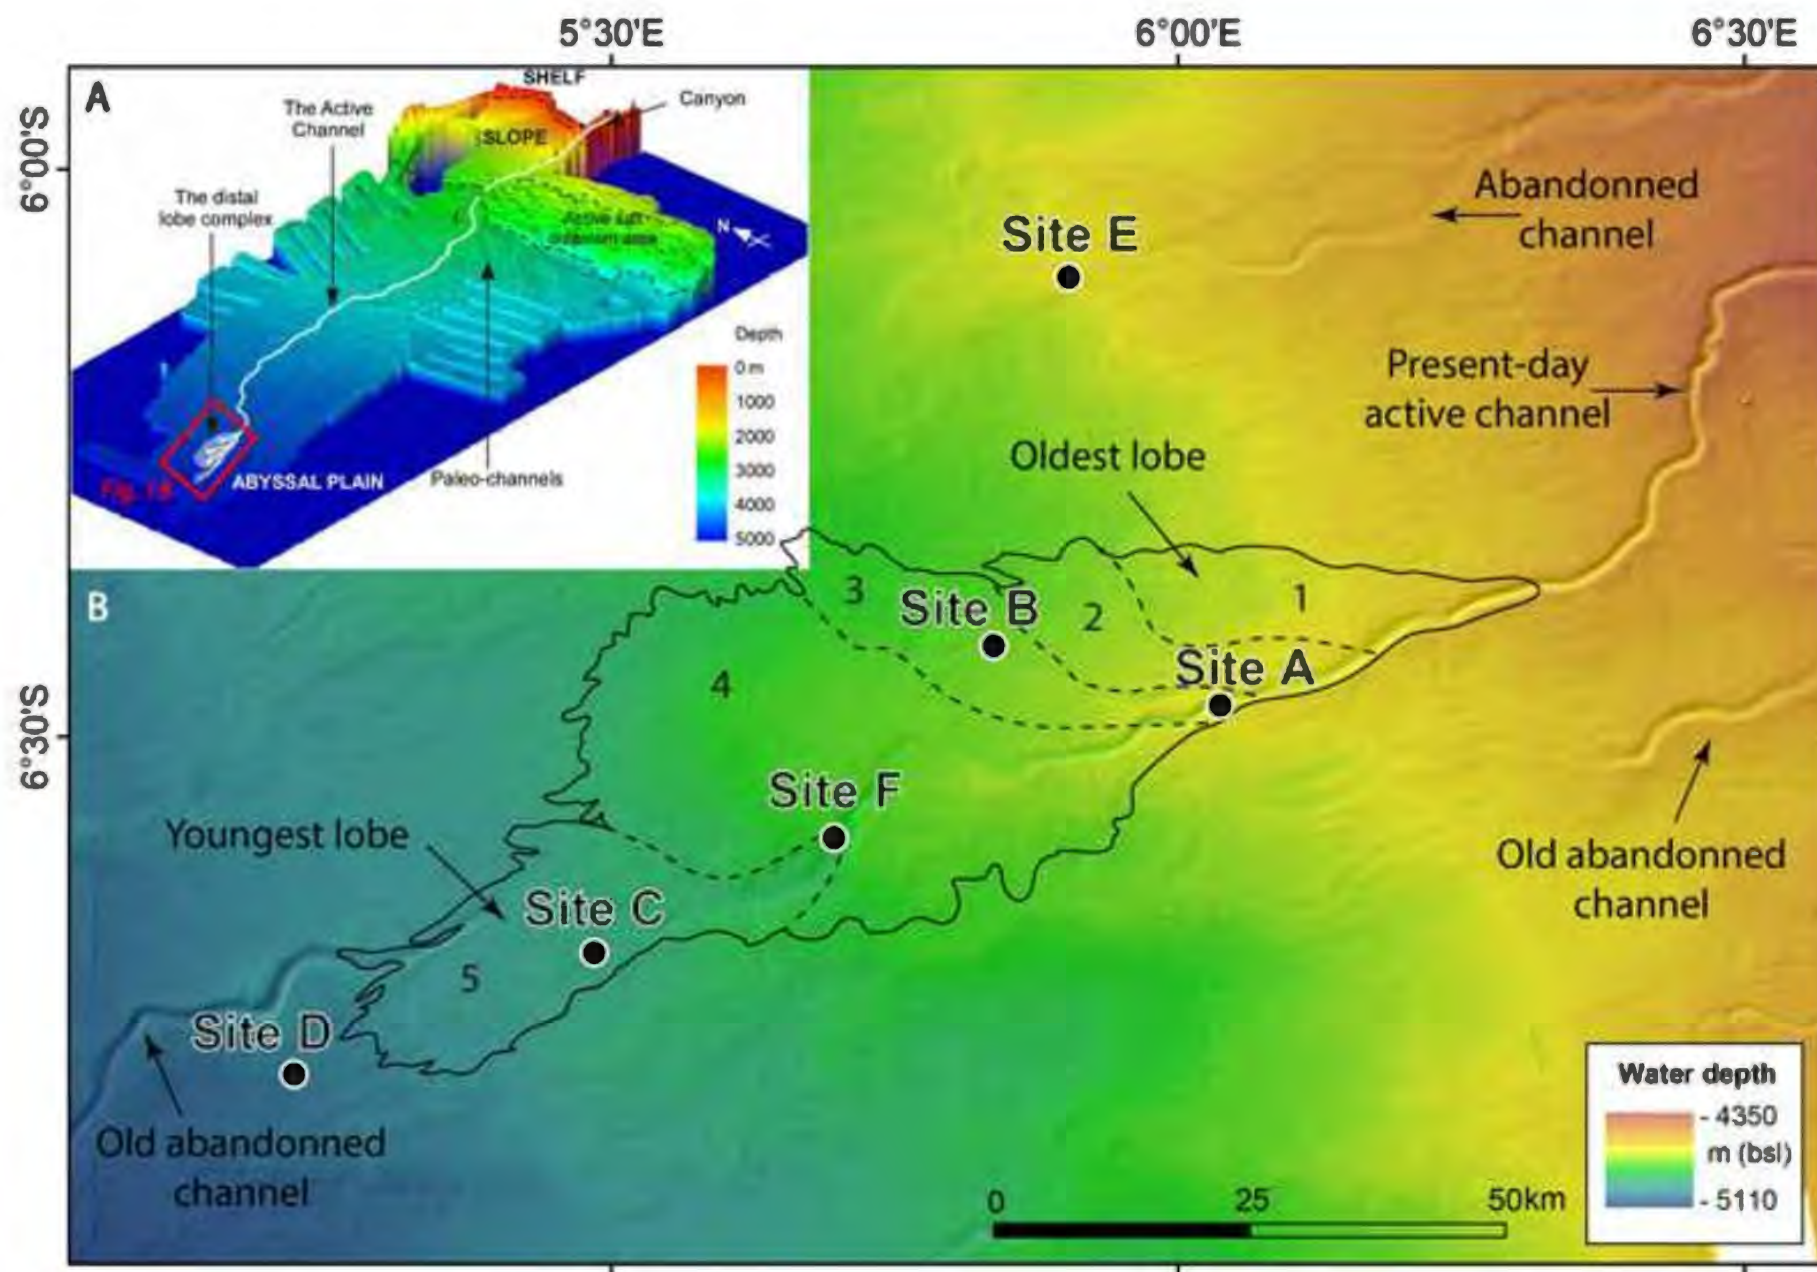 5°30'E
6°00'E
6°30'E
6°00'S
6°30'S
A
SHELF
The Active
Channel
Canyon
SLOPE
The distal
lobe complex
N
Depth
0 m
1000
2000
3000
4000
5000
ABYSSAL PLAIN
Paleo-channels
B
Abandonned
channel
Site E
Present-day
active channel
Oldest lobe
3
Site B
2
1
Site A
4
Site F
Youngest lobe
Old abandonned
channel
Site C
5
Site D
Old abandonned
channel
Water depth
- 4350
m (bsl)
- 5110
0
25
50km